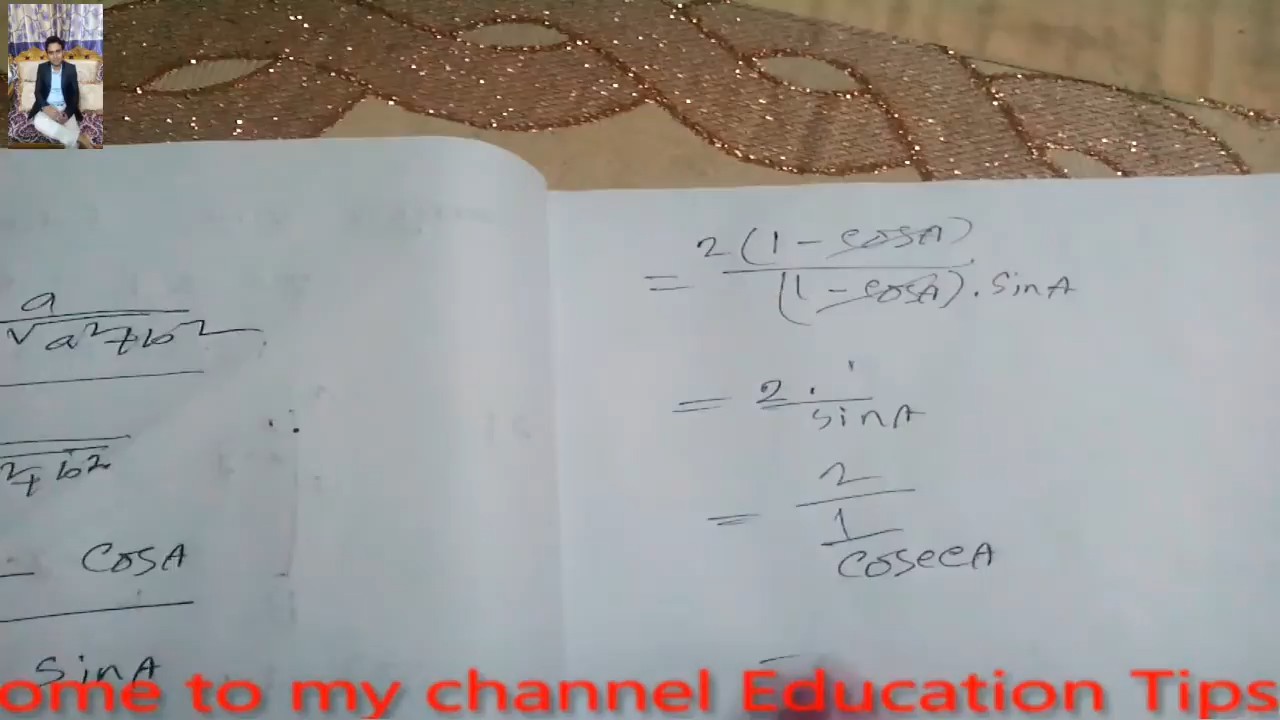 a
√a²+b²
²+b²
cosA
sinA
= 2(1-cosA)
(1-cosA).sinA
= 2.1
sinA
= 2
1
cosecA
ome to my channel Education Tips